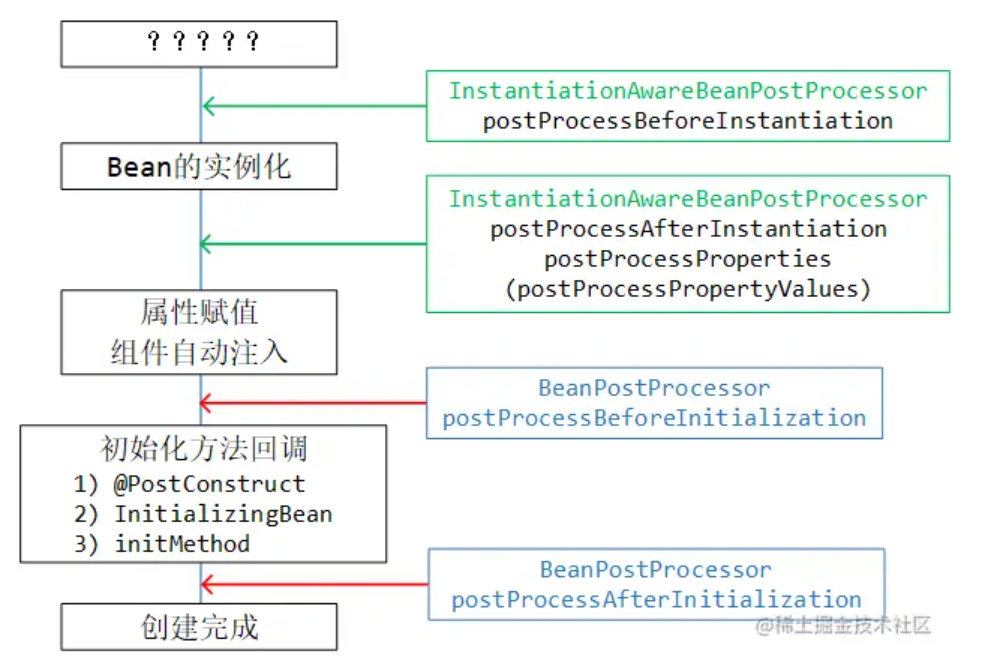 ？？？？？
InstantiationAwareBeanPostProcessor
postProcessBeforeInstantiation
Bean的实例化
InstantiationAwareBeanPostProcessor
postProcessAfterInstantiation
postProcessProperties
(postProcessPropertyValues)
属性赋值
组件自动注入
BeanPostProcessor
postProcessBeforeInitialization
初始化方法回调
1) @PostConstruct
2) InitializingBean
3) initMethod
BeanPostProcessor
postProcessAfterInitialization
创建完成
@稀土掘金技术社区